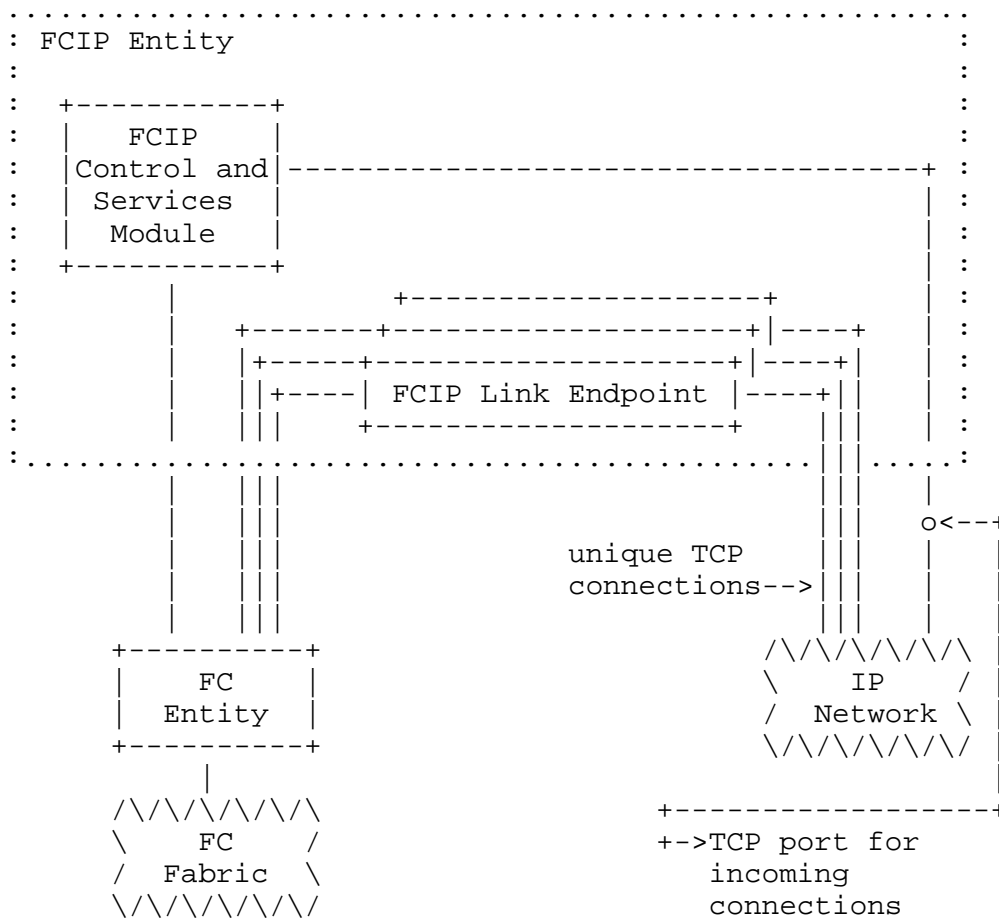 FCIP Entity
FCIP
Control and
Services
Module
FCIP Link Endpoint
unique TCP
connections-->
FC
Entity
IP
Network
FC
Fabric
TCP port for
incoming
connections